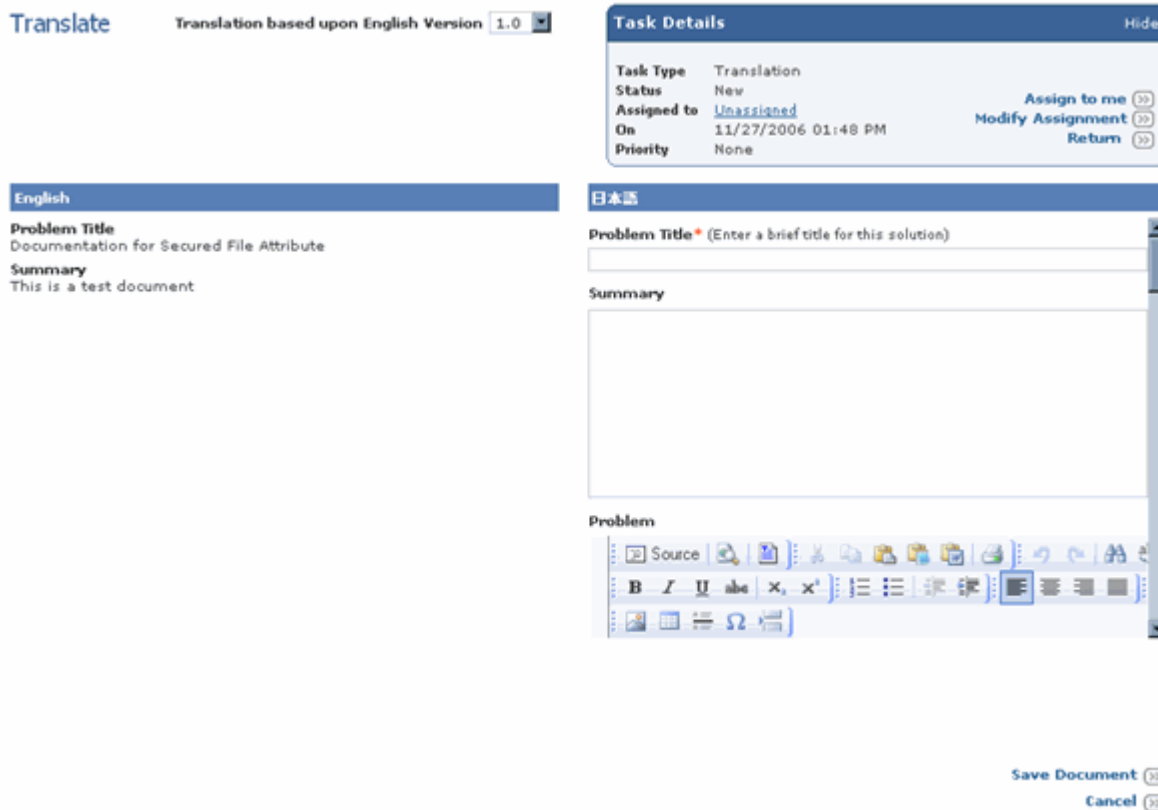 Translate
Translation based upon English Version 1.0
Task Details
Hide
Task Type Translation
Status New
Assigned to Unassigned
On 11/27/2006 01:48 PM
Priority None
Assign to me
Modify Assignment
Return
English
Problem Title
Documentation for Secured File Attribute
Summary
This is a test document
日本語
Problem Title* (Enter a brief title for this solution)
Summary
Problem
Source
B I U abc X₂ X²
Ω
Save Document
Cancel